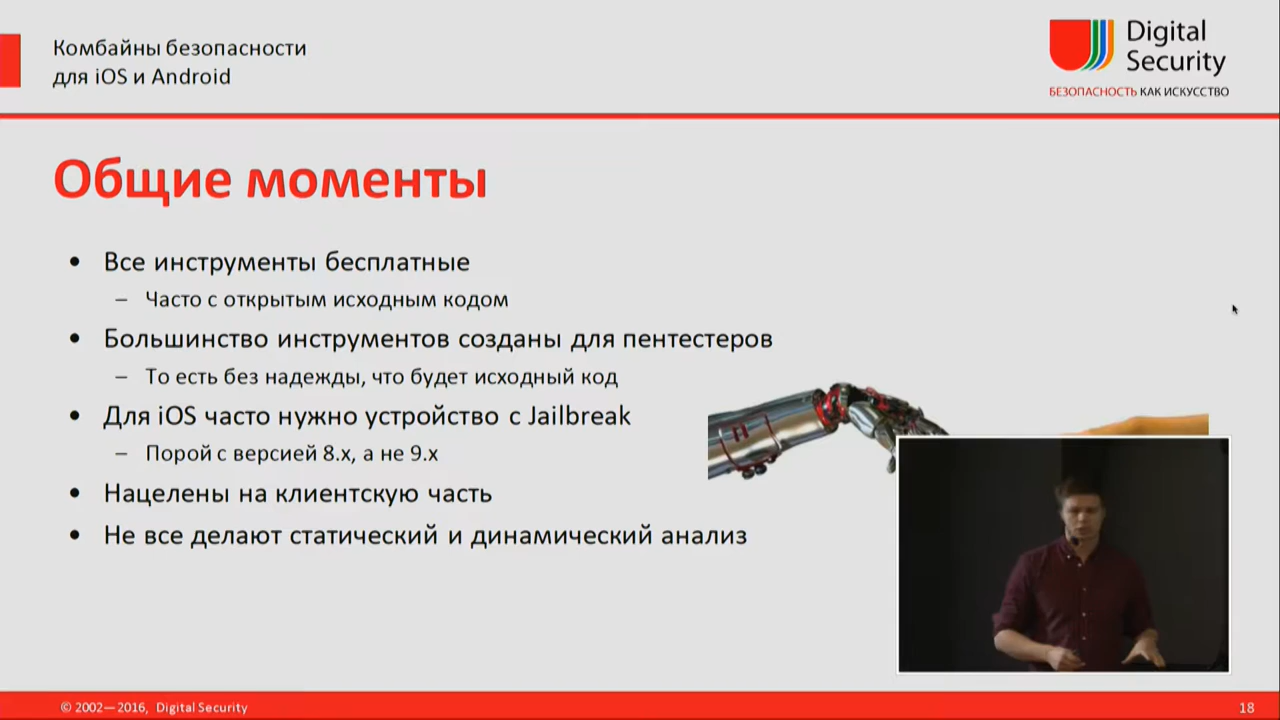 Комбайны безопасности
для iOS и Android
Digital
Security
БЕЗОПАСНОСТЬ КАК ИСКУССТВО
Общие моменты
• Все инструменты бесплатные
– Часто с открытым исходным кодом
• Большинство инструментов созданы для пентестеров
– То есть без надежды, что будет исходный код
• Для iOS часто нужно устройство с Jailbreak
– Порой с версией 8.x, а не 9.x
• Нацелены на клиентскую часть
• Не все делают статический и динамический анализ
© 2002—2016, Digital Security
18